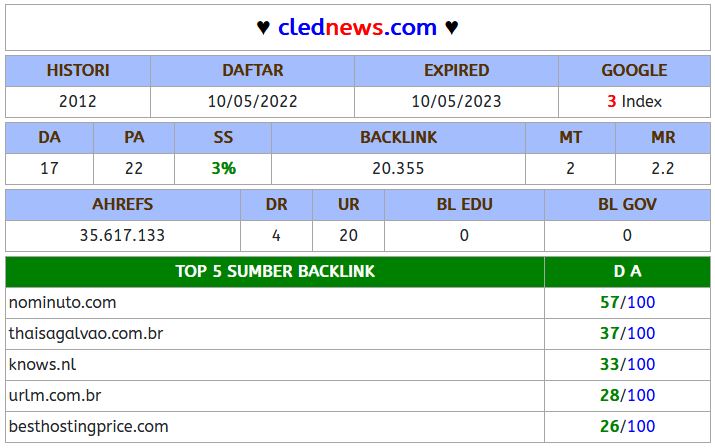 ♥ clednews.com ♥
HISTORI DAFTAR EXPIRED GOOGLE
2012 10/05/2022 10/05/2023 3 Index
DA PA SS BACKLINK MT MR
17 22 3% 20.355 2 2.2
AHREFS DR UR BL EDU BL GOV
35.617.133 4 20 0 0
TOP 5 SUMBER BACKLINK D A
nominuto.com 57/100
thaisagalvao.com.br 37/100
knows.nl 33/100
urlm.com.br 28/100
besthostingprice.com 26/100